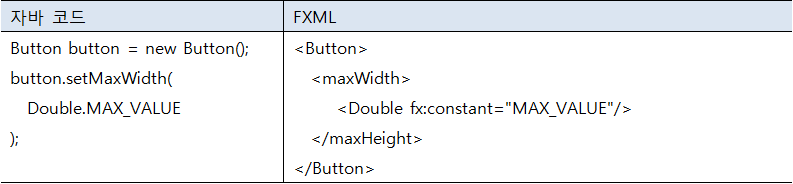 자바 코드 FXML
Button button = new Button(); <Button>
button.setMaxWidth( <maxWidth>
Double.MAX_VALUE <Double fx:constant="MAX_VALUE"/>
); </maxHeight>
</Button>